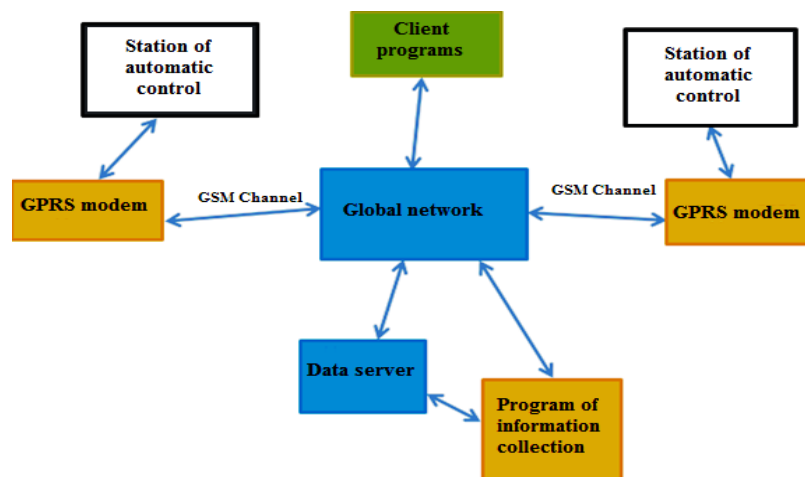 Station of
automatic
control
Client
programs
Station of
automatic
control
GPRS modem
GSM Channel
Global network
GSM Channel
GPRS modem
Data server
Program of
information
collection